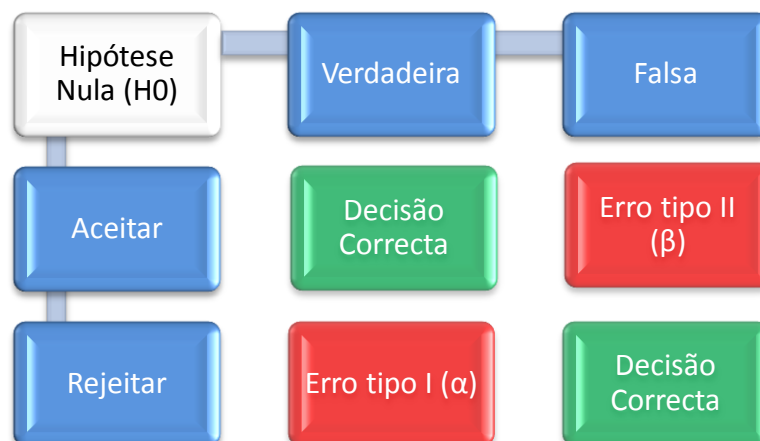 Hipótese
Nula (H0)
Verdadeira
Falsa
Aceitar
Decisão
Correcta
Erro tipo II
(β)
Rejeitar
Erro tipo I (α)
Decisão
Correcta